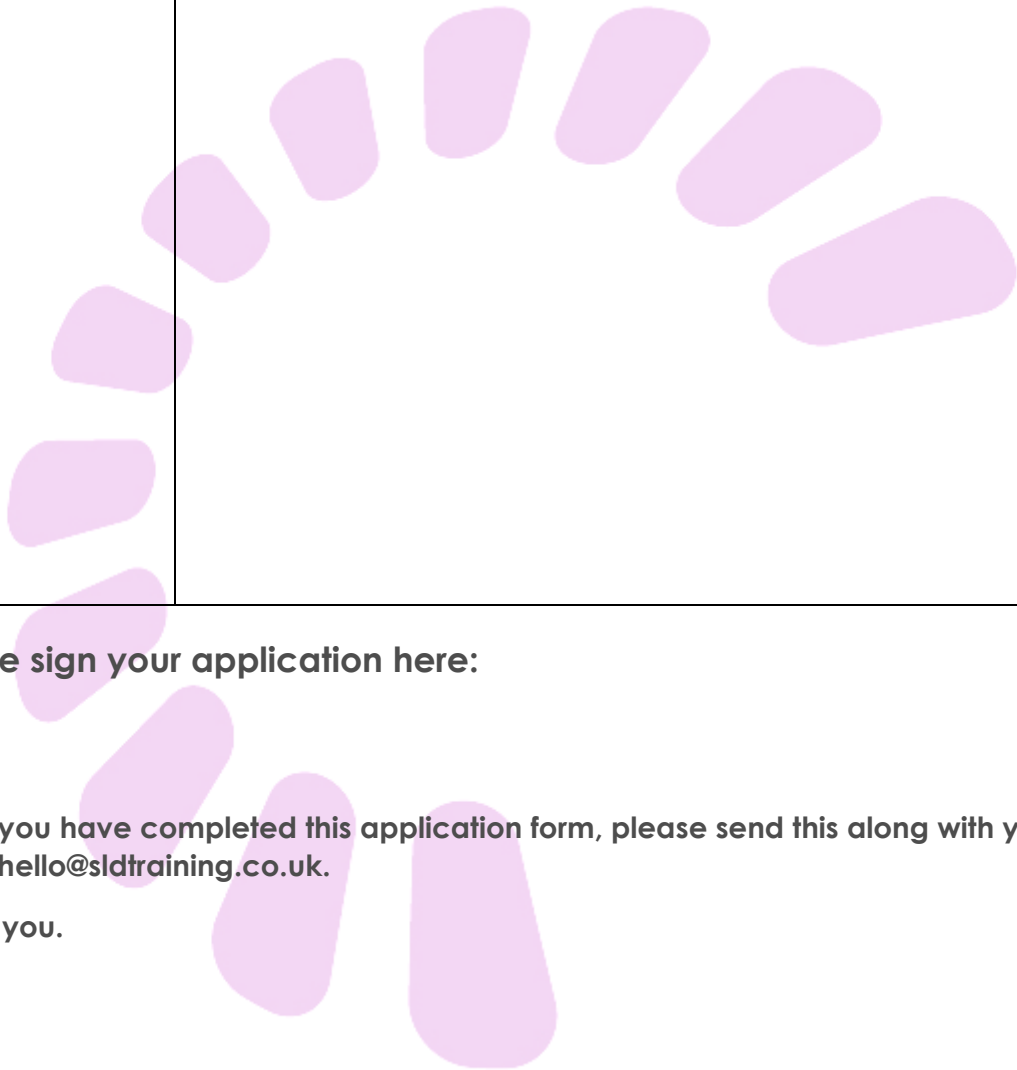 e sign your application here:
you have completed this application form, please send this along with y
hello@sldtraining.co.uk.
you.